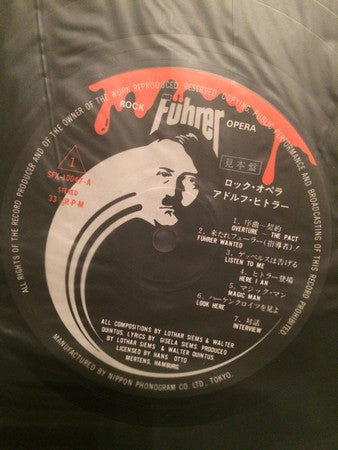 ALL RIGHTS OF THE RECORD PRODUCER AND OF THE OWNER OF THE WORK REPRODUCED RESERVED COPYING PUBLIC PERFORMANCE AND BROADCASTING OF THIS RECORD PROHIBITED
ROCK
Führer
OPERA
見本盤
ロック・オペラ
アドルフ・ヒトラー
1
SFX-10047-A
STEREO
33⅓R·P·M
1. 序曲〜契約
OVERTURE — THE PACT
2. 来たれフューラー(指導者)
FÜHRER WANTED
3. ゲッベルスは告げる
LISTEN TO ME
4. ヒトラー登場
HERE I AM
5. マジック・マン
MAGIC MAN
6. ハーケンクロイツを見よ
LOOK HERE
7. 対話
INTERVIEW
ALL COMPOSITIONS BY LOTHAR SIEMS & WALTER
QUINTUS. LYRICS BY GISELA SIEMS. PRODUCED
BY LOTHAR SIEMS & WALTER QUINTUS.
LICENSED BY HANS OTTO
MERTENS, HAMBURG.
MANUFACTURED BY NIPPON PHONOGRAM CO. LTD., TOKYO.